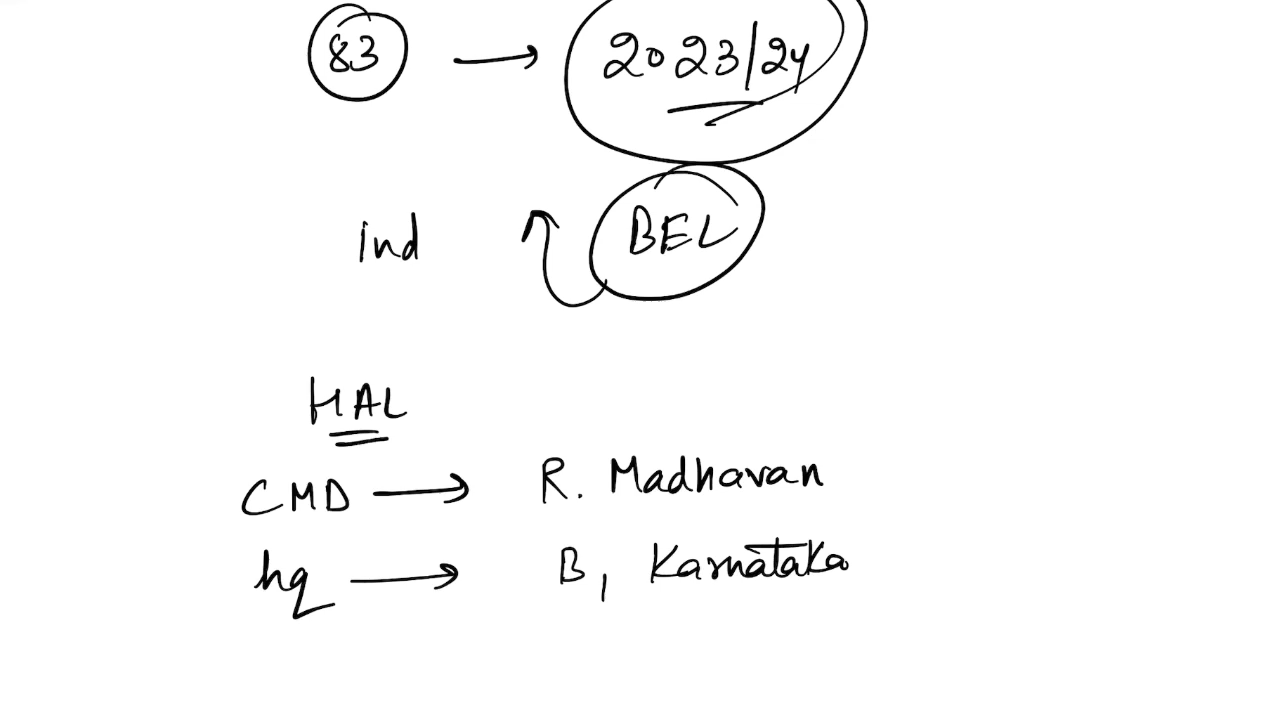 83 → 2023/24
ind BEL
HAL
CMD → R. Madhavan
hq → B, Karnataka